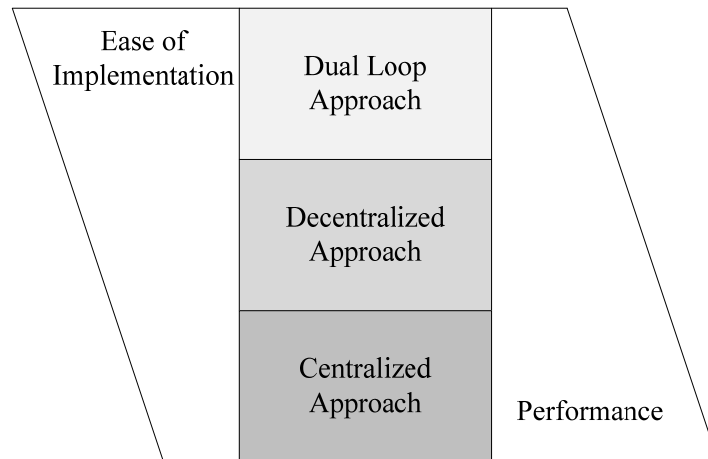 Ease of
Implementation
Dual Loop
Approach
Decentralized
Approach
Centralized
Approach
Performance